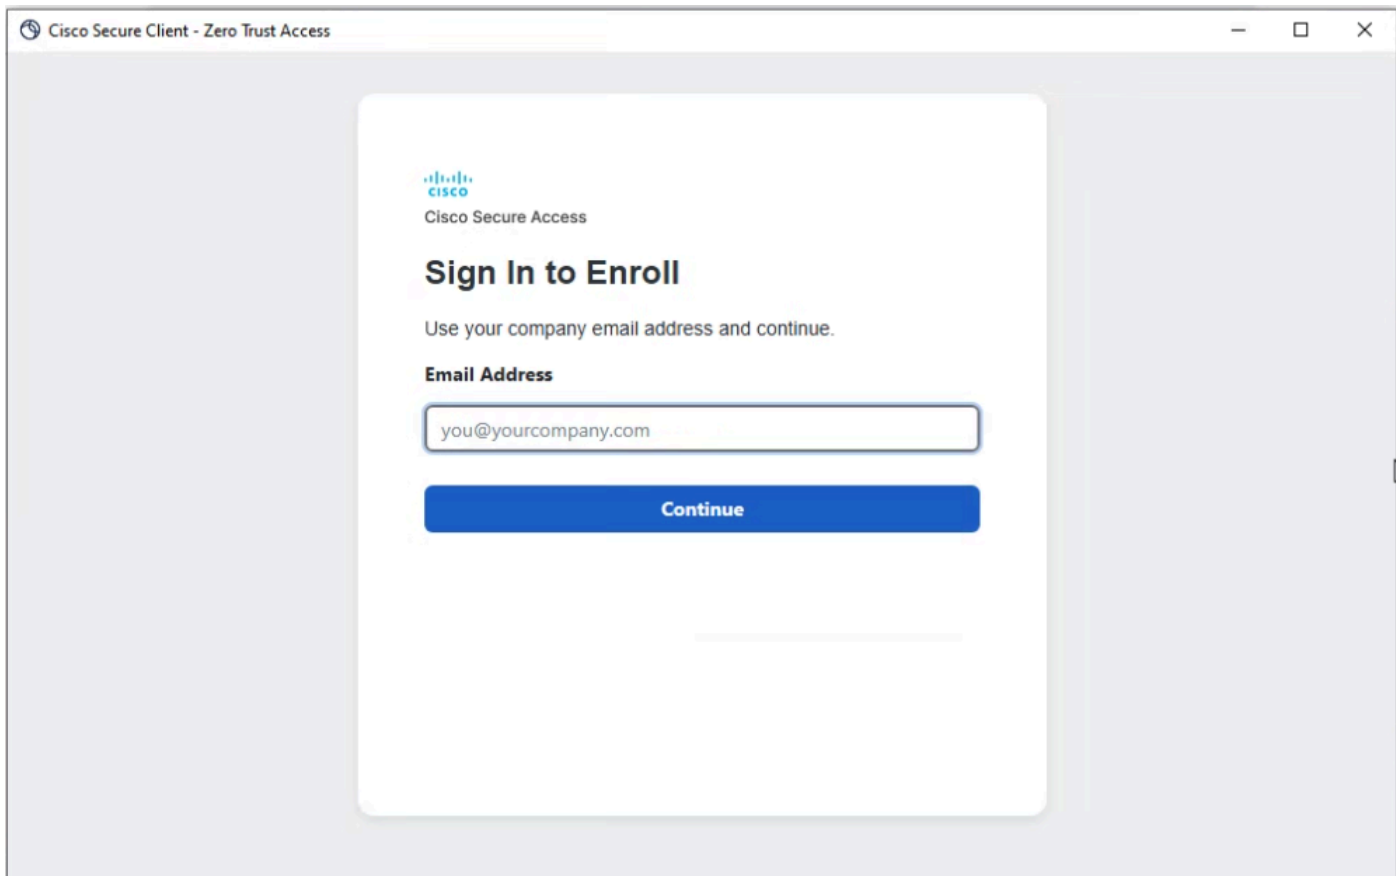 Cisco Secure Client - Zero Trust Access
CISCO
Cisco Secure Access
Sign In to Enroll
Use your company email address and continue.
Email Address
you@yourcompany.com
Continue